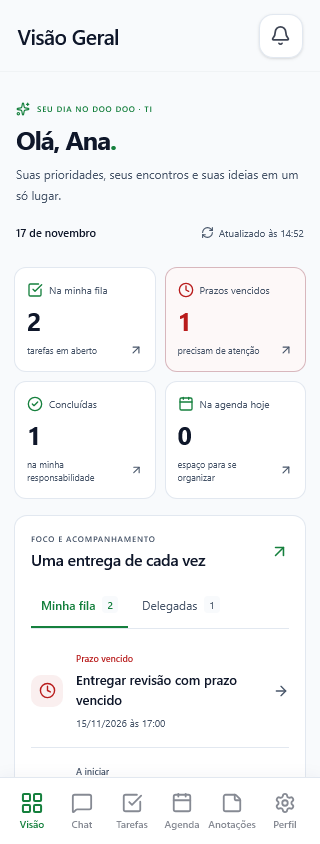 Visão Geral
SEU DIA NO DOO DOO · TI
Olá, Ana.
Suas prioridades, seus encontros e suas ideias em um
só lugar.
17 de novembro
Atualizado às 14:52
Na minha fila
2
tarefas em aberto
Prazos vencidos
1
precisam de atenção
Concluídas
1
na minha
responsabilidade
Na agenda hoje
0
espaço para se
organizar
FOCO E ACOMPANHAMENTO
Uma entrega de cada vez
Minha fila 2
Delegadas 1
Prazo vencido
Entregar revisão com prazo
vencido
15/11/2026 às 17:00
A iniciar
Visão
Chat
Tarefas
Agenda
Anotações
Perfil